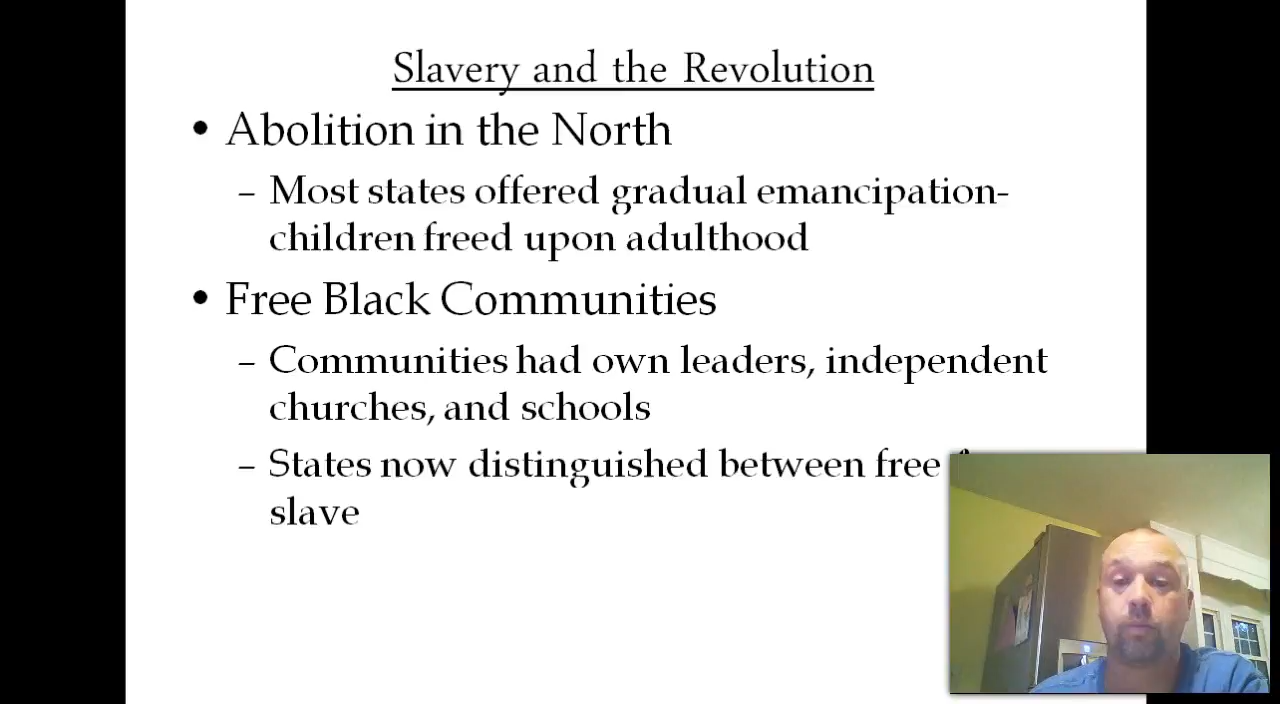 Slavery and the Revolution
• Abolition in the North
– Most states offered gradual emancipation-
children freed upon adulthood
• Free Black Communities
– Communities had own leaders, independent
churches, and schools
– States now distinguished between free
slave